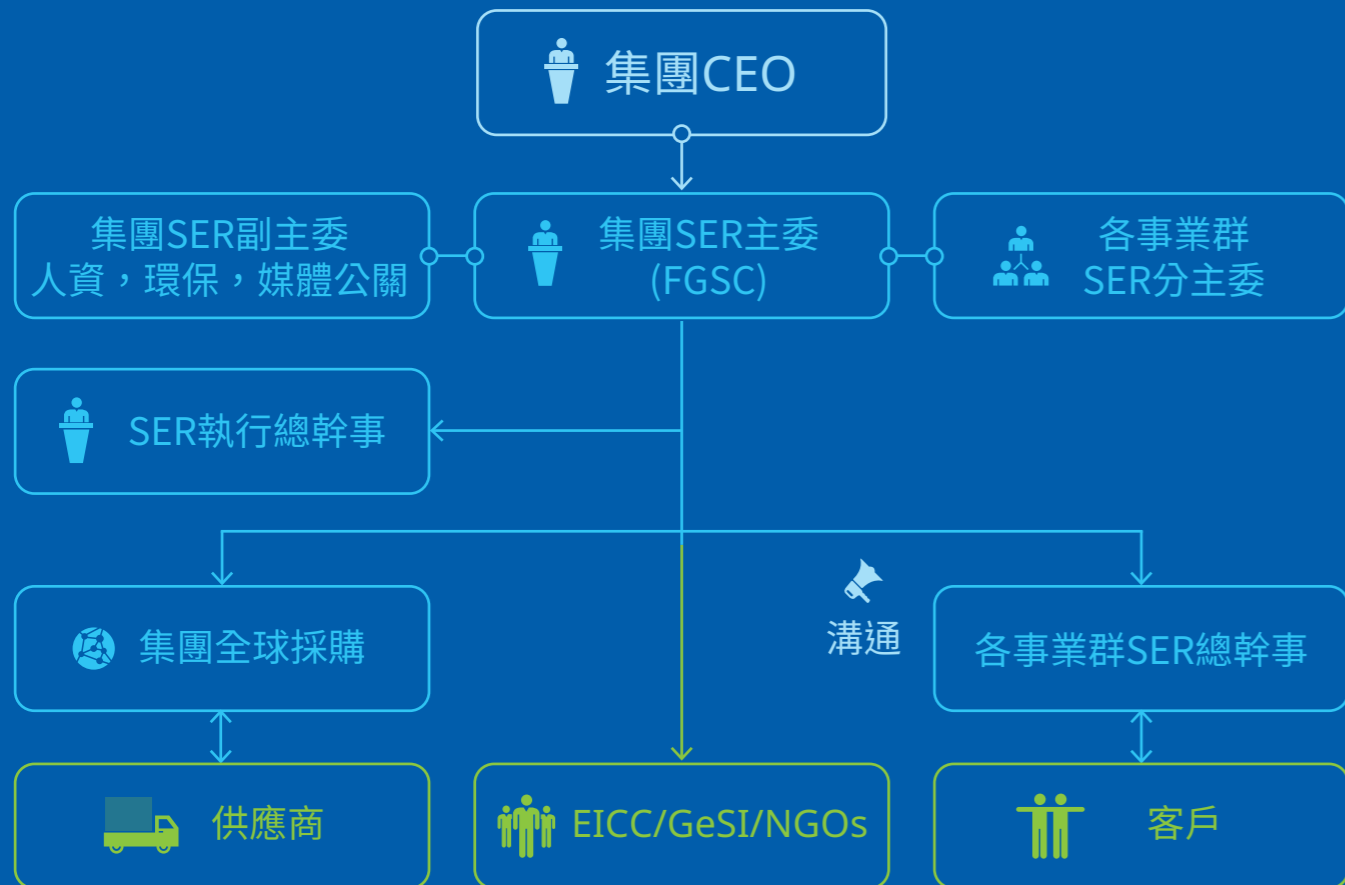 集團CEO
集團SER副主委
人資，環保，媒體公關
集團SER主委
(FGSC)
各事業群
SER分主委
SER執行總幹事
集團全球採購
溝通
各事業群SER總幹事
供應商
EICC/GeSI/NGOs
客戶